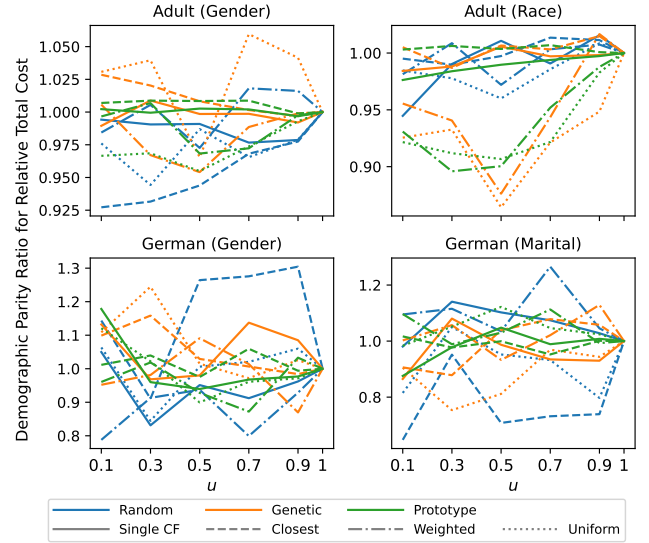 Adult (Gender)
Adult (Race)
Demographic Parity Ratio for Relative Total Cost
1.050
1.025
1.000
0.975
0.950
0.925
1.00
0.95
0.90
German (Gender)
German (Marital)
1.3
1.2
1.1
1.0
0.9
0.8
1.2
1.0
0.8
0.1 0.3 0.5 0.7 0.9 1
0.1 0.3 0.5 0.7 0.9 1
u
u
Random Genetic Prototype
Single CF Closest Weighted Uniform